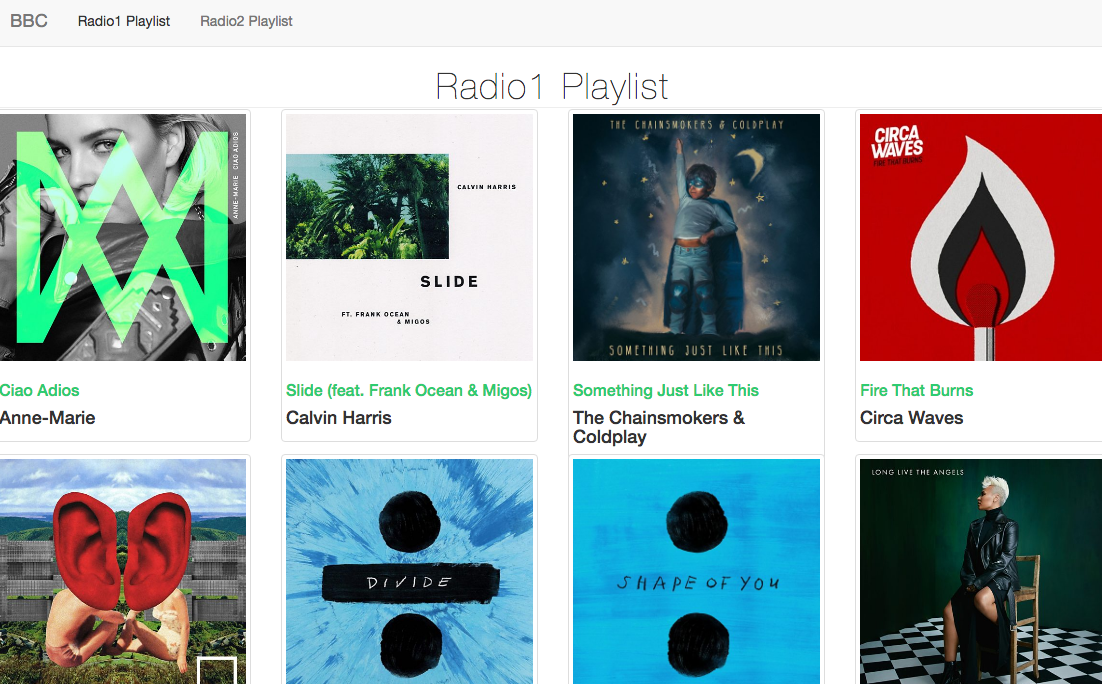 BBC
Radio1 Playlist
Radio2 Playlist
Radio1 Playlist
ANNE-MARIE CIAO ADIOS
CALVIN HARRIS
SLIDE
FT. FRANK OCEAN
& MIGOS
THE CHAINSMOKERS & COLDPLAY
SOMETHING JUST LIKE THIS
CIRCA
WAVES
FIRE THAT BURNS
Ciao Adios
Anne-Marie
Slide (feat. Frank Ocean & Migos)
Calvin Harris
Something Just Like This
The Chainsmokers &
Coldplay
Fire That Burns
Circa Waves
DIVIDE
SHAPE OF YOU
LONG LIVE THE ANGELS